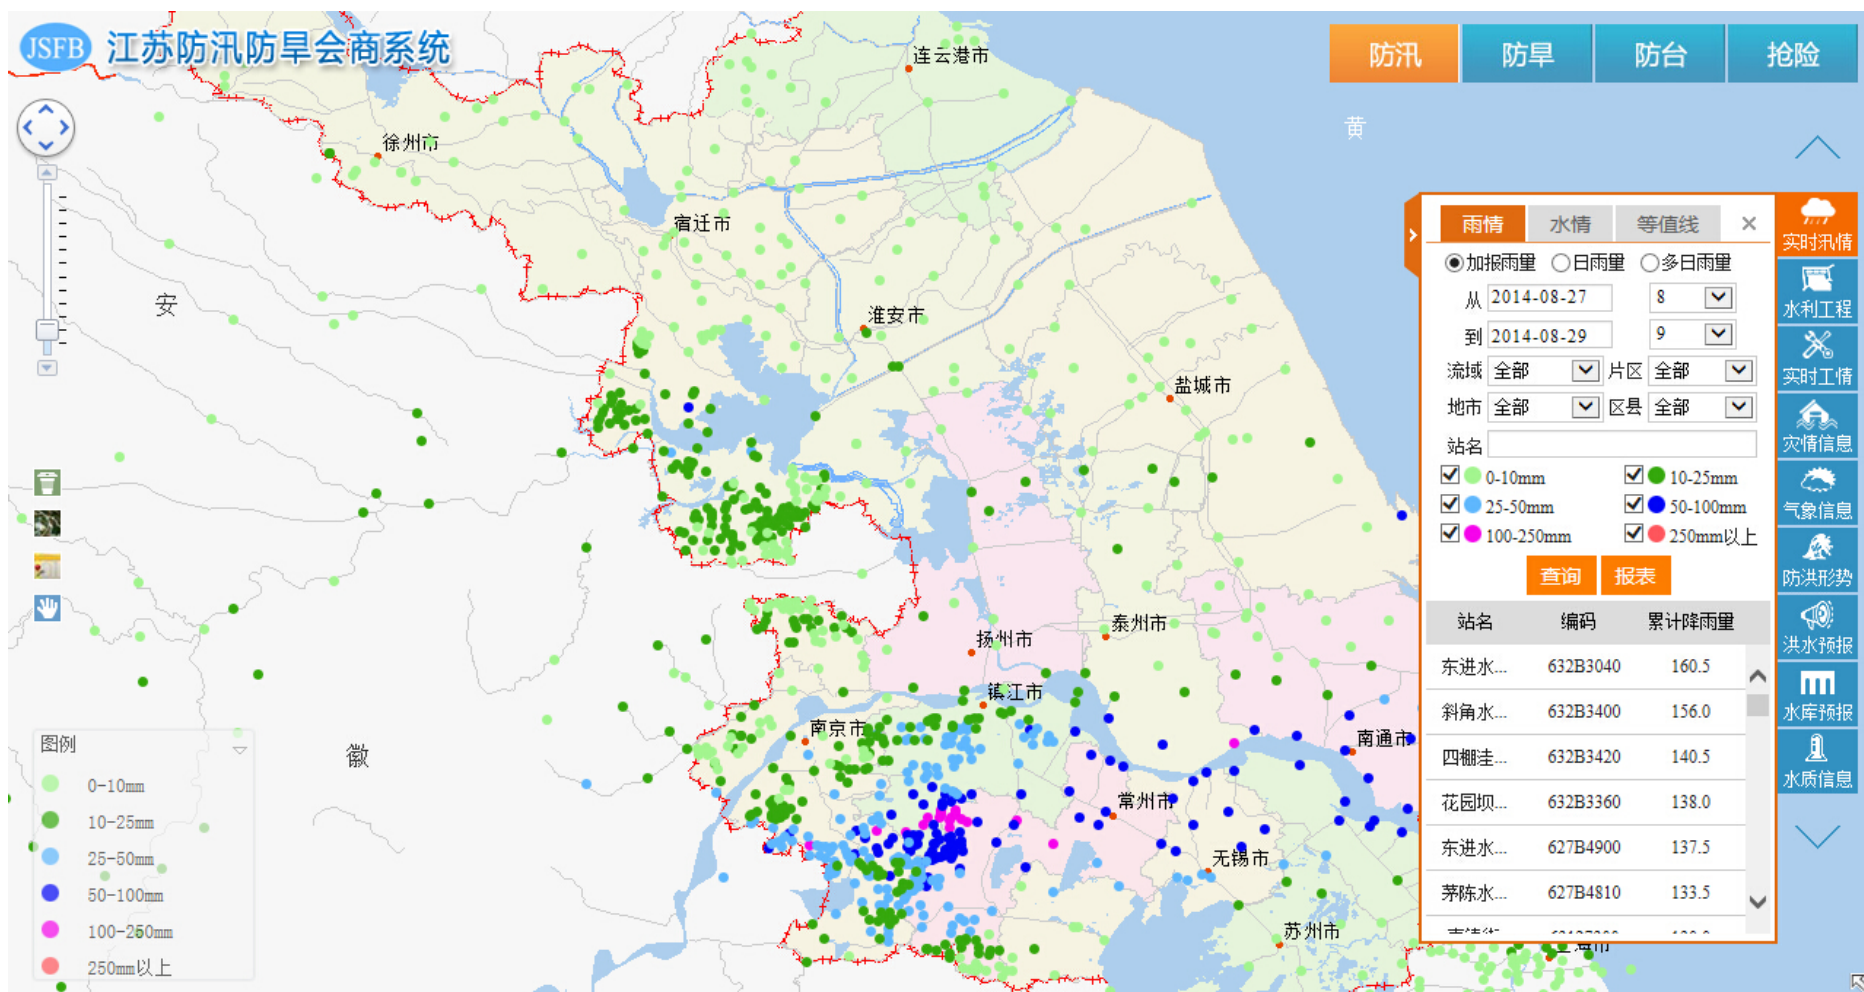 JSFB 江苏防汛防旱会商系统
防汛 防旱 防台 抢险
连云港市
徐州市
黄
宿迁市
安
淮安市
盐城市
扬州市
泰州市
镇江市
南京市
南通市
徽
常州市
无锡市
苏州市
图例
0-10mm
10-25mm
25-50mm
50-100mm
100-250mm
250mm以上
雨情 水情 等值线 ×
加报雨量 日雨量 多日雨量
从 2014-08-27 8
到 2014-08-29 9
流域 全部 片区 全部
地市 全部 区县 全部
站名
0-10mm 10-25mm
25-50mm 50-100mm
100-250mm 250mm以上
查询 报表
站名 编码 累计降雨量
东进水... 632B3040 160.5
斜角水... 632B3400 156.0
四棚洼... 632B3420 140.5
花园坝... 632B3360 138.0
东进水... 627B4900 137.5
茅陈水... 627B4810 133.5
实时汛情
水利工程
实时工情
灾情信息
气象信息
防洪形势
洪水预报
水库预报
水质信息